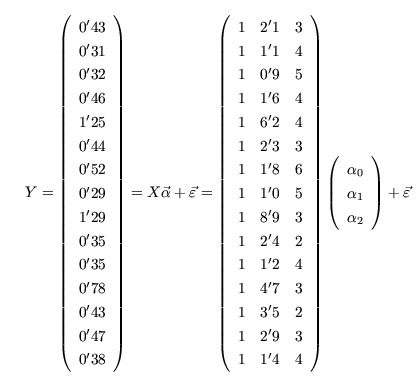 0′43 1 2′1 3
0′31 1 1′1 4
0′32 1 0′9 5
0′46 1 1′6 4
1′25 1 6′2 4
0′44 1 2′3 3
0′52 1 1′8 6 α₀
Y = 0′29 = Xα⃗ + ε⃗ = 1 1′0 5 α₁ + ε⃗
1′29 1 8′9 3 α₂
0′35 1 2′4 2
0′35 1 1′2 4
0′78 1 4′7 3
0′43 1 3′5 2
0′47 1 2′9 3
0′38 1 1′4 4